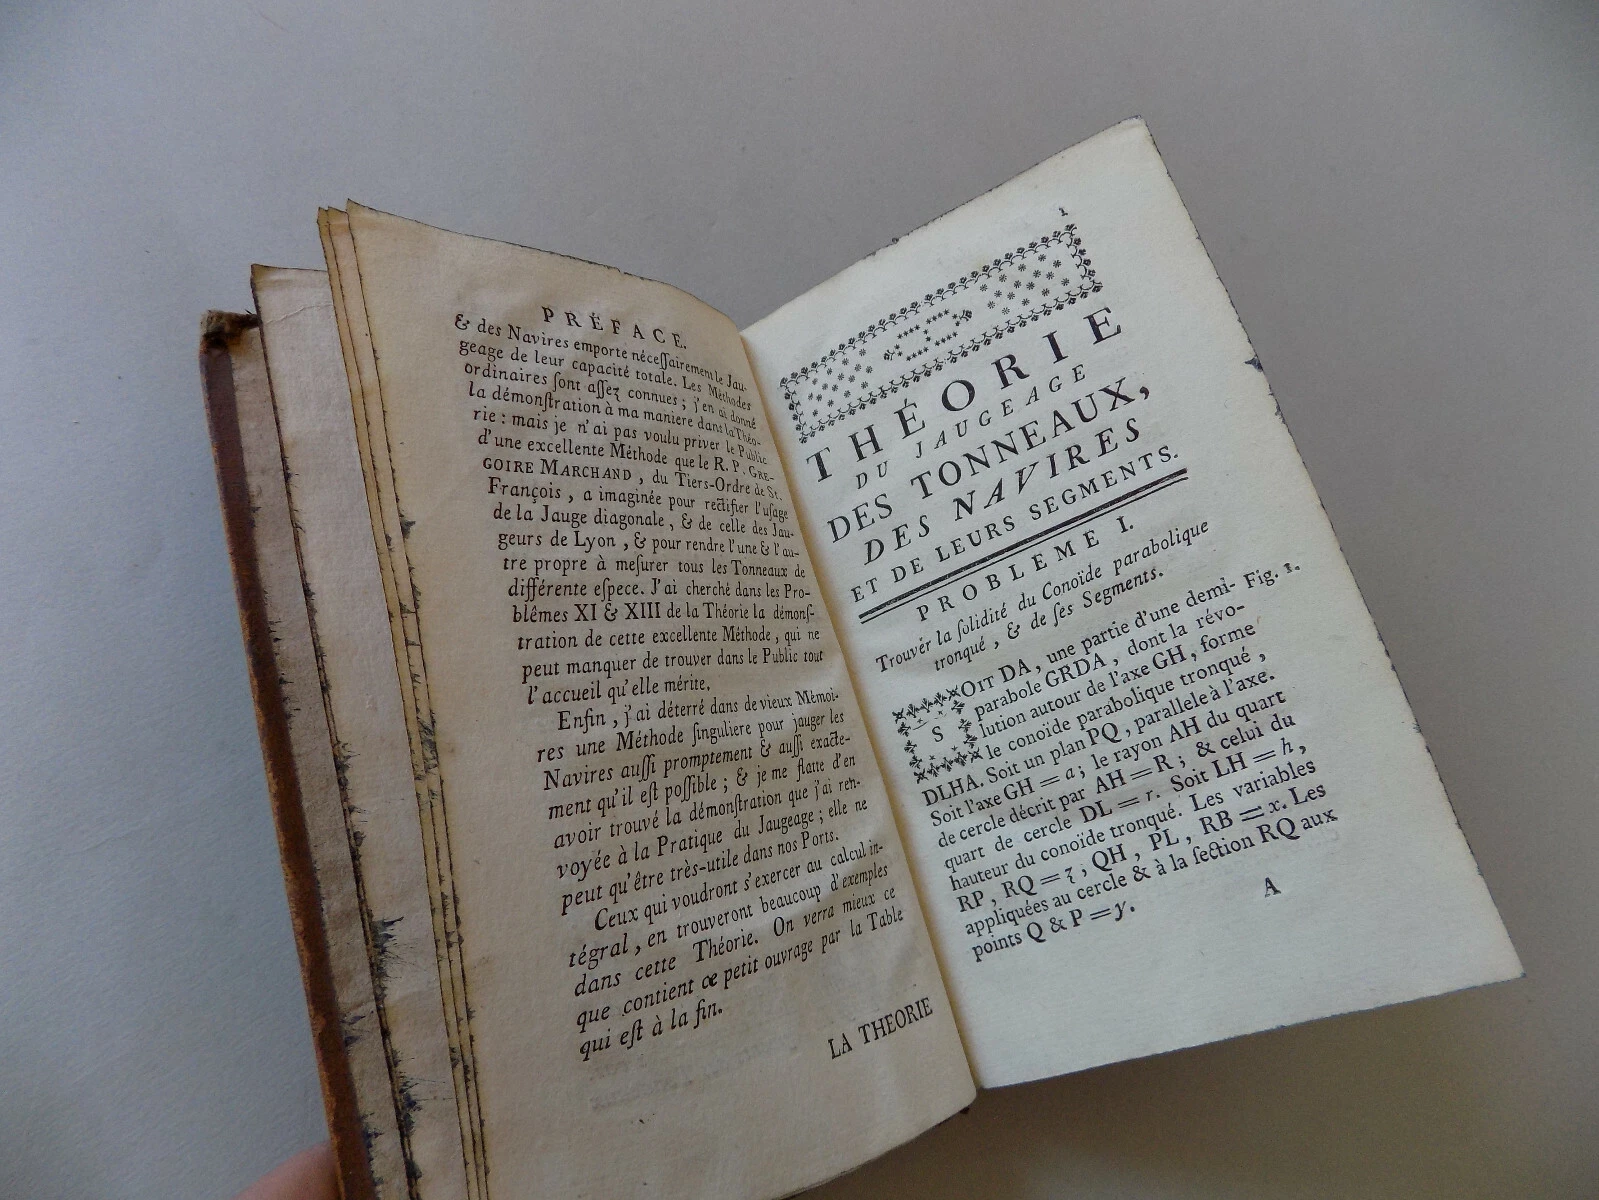 PRÉFACE.
& des Navires emporte néceſſairement le Jau-
geage de leur capacité totale. Les Méthodes
ordinaires ſont aſſez connues ; j'en ai donné
la démonſtration à ma maniere dans la Théo-
rie : mais je n'ai pas voulu priver le Public
d'une excellente Méthode que le R. P. GRE-
GOIRE MARCHAND, du Tiers-Ordre de St.
François, a imaginée pour rectifier l'uſage
de la Jauge diagonale, & de celle des Jau-
geurs de Lyon, & pour rendre l'une & l'au-
tre propre à meſurer tous les Tonneaux de
différente eſpece. J'ai cherché dans les Pro-
blêmes XI & XIII de la Théorie la démonſ-
tration de cette excellente Méthode, qui ne
peut manquer de trouver dans le Public tout
l'accueil qu'elle mérite.
Enfin, j'ai déterré dans de vieux Mémoi-
res une Méthode ſinguliere pour jauger les
Navires auſſi promptement & auſſi exacte-
ment qu'il eſt poſſible ; & je me flatte d'en
avoir trouvé la démonſtration que j'ai ren-
voyée à la Pratique du Jaugeage ; elle ne
peut qu'être très-utile dans nos Ports.
Ceux qui voudront s'exercer au calcul in-
tégral, en trouveront beaucoup d'exemples
dans cette Théorie. On verra mieux ce
que contient ce petit ouvrage par la Table
qui eſt à la fin.
LA THEORIE
1
THÉORIE
DU JAUGEAGE
DES TONNEAUX,
DES NAVIRES
ET DE LEURS SEGMENTS.
PROBLEME I.
Trouver la ſolidité du Conoïde parabolique
tronqué, & de ſes Segments.
SOIT DA, une partie d'une demi- Fig. 1.
parabole GRDA, dont la révo-
lution autour de l'axe GH, forme
le conoïde parabolique tronqué,
DLHA. Soit un plan PQ, parallele à l'axe.
Soit l'axe GH = a ; le rayon AH du quart
de cercle décrit par AH = R ; & celui du
quart de cercle DL = r. Soit LH = h,
hauteur du conoïde tronqué. Les variables
RP, RQ = z, QH, PL, RB = x. Les
appliquées au cercle & à la ſection RQ aux
points Q & P = y.
A